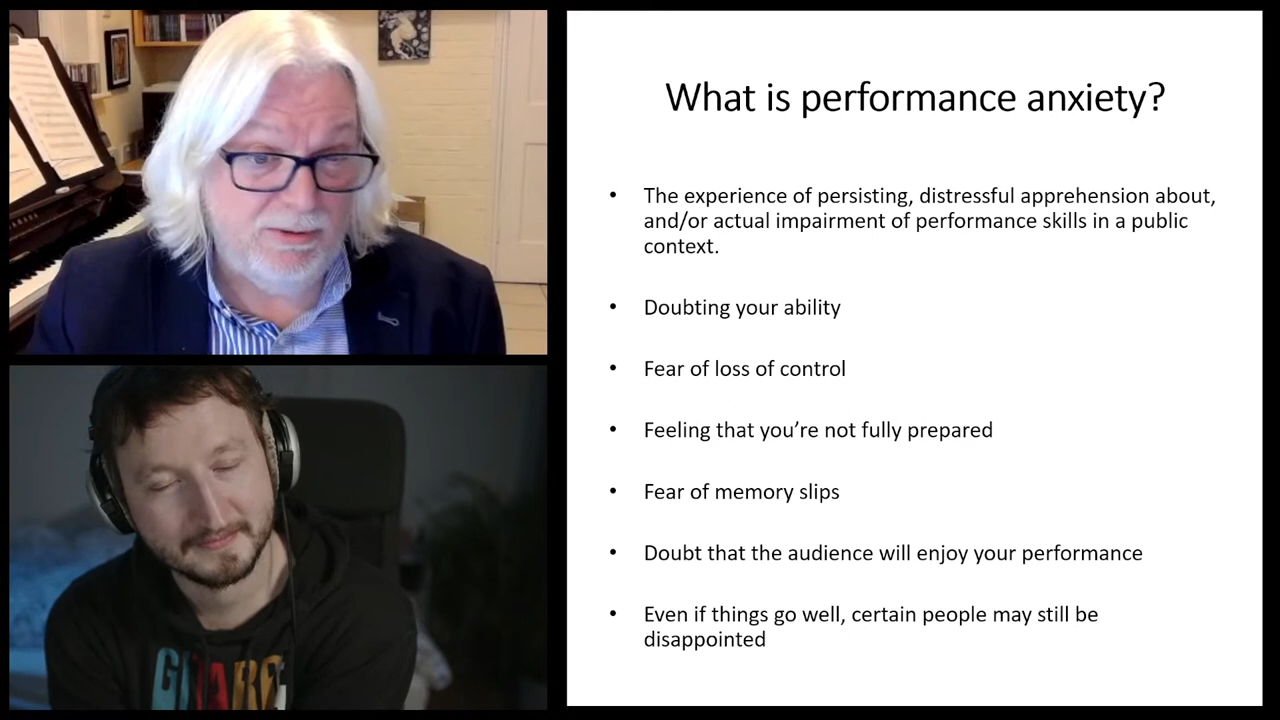 What is performance anxiety?
• The experience of persisting, distressful apprehension about,
and/or actual impairment of performance skills in a public
context.
• Doubting your ability
• Fear of loss of control
• Feeling that you’re not fully prepared
• Fear of memory slips
• Doubt that the audience will enjoy your performance
• Even if things go well, certain people may still be
disappointed